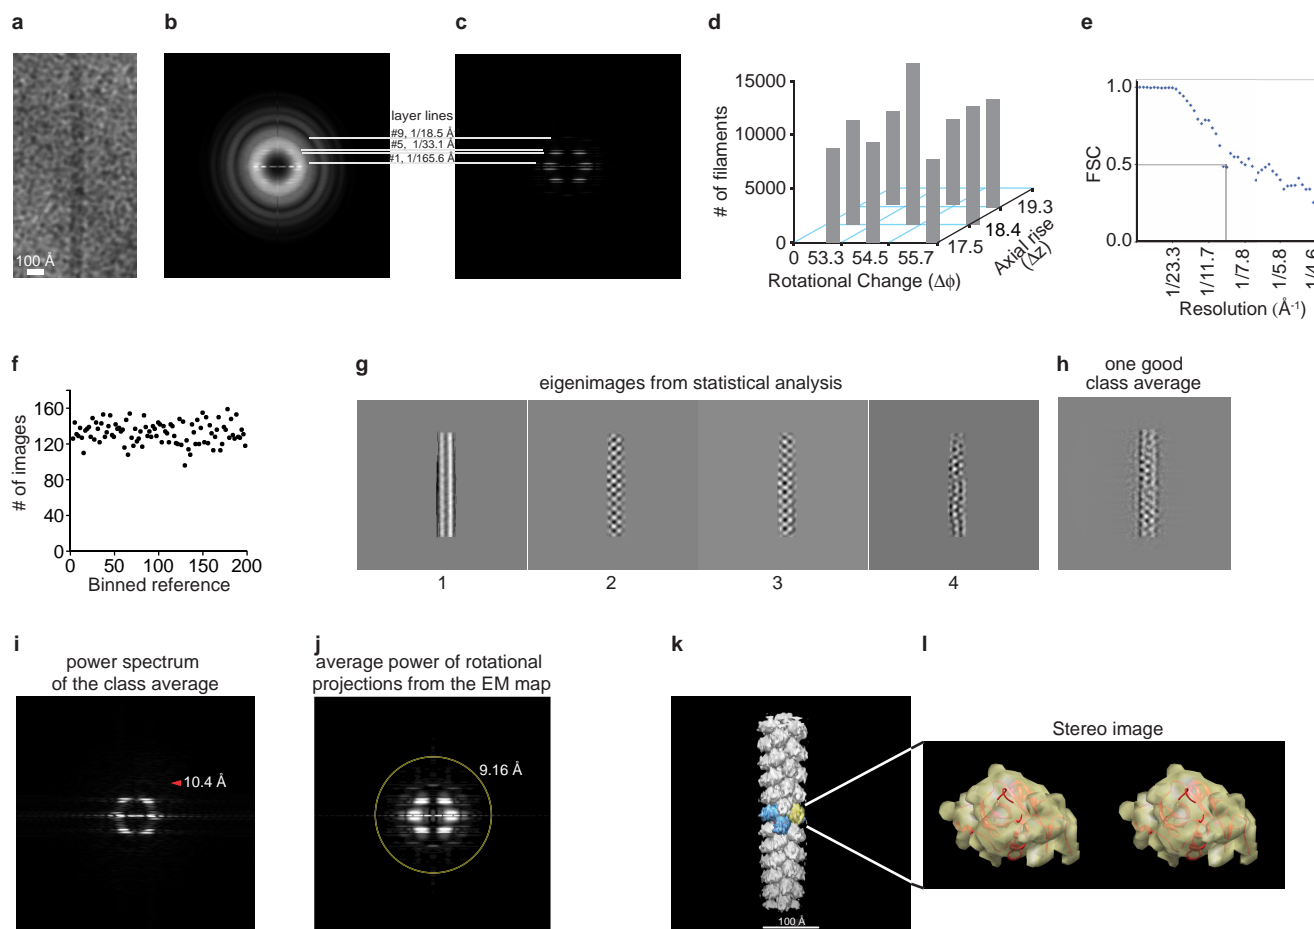 a
b
c
d
e
100 Å
layer lines
#9, 1/18.5 Å
#5, 1/33.1 Å
#1, 1/165.6 Å
# of filaments
15000
10000
5000
0
0 53.3 54.5 55.7
17.5
18.4
19.3
Axial rise
(Δz)
Rotational Change (Δϕ)
FSC
1.0
0.5
0.0
1/23.3
1/11.7
1/7.8
1/5.8
1/4.6
Resolution (Å-1)
f
# of images
160
120
80
40
0
0 50 100 150 200
Binned reference
g
eigenimages from statistical analysis
1 2 3 4
h
one good
class average
i
power spectrum
of the class average
10.4 Å
j
average power of rotational
projections from the EM map
9.16 Å
k
100 Å
l
Stereo image